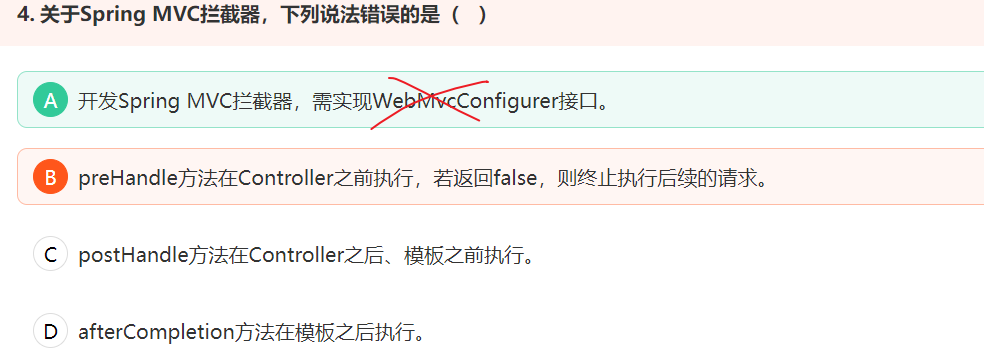 4. 关于Spring MVC拦截器，下列说法错误的是（ ）
A 开发Spring MVC拦截器，需实现WebMvcConfigurer接口。
B preHandle方法在Controller之前执行，若返回false，则终止执行后续的请求。
C postHandle方法在Controller之后、模板之前执行。
D afterCompletion方法在模板之后执行。